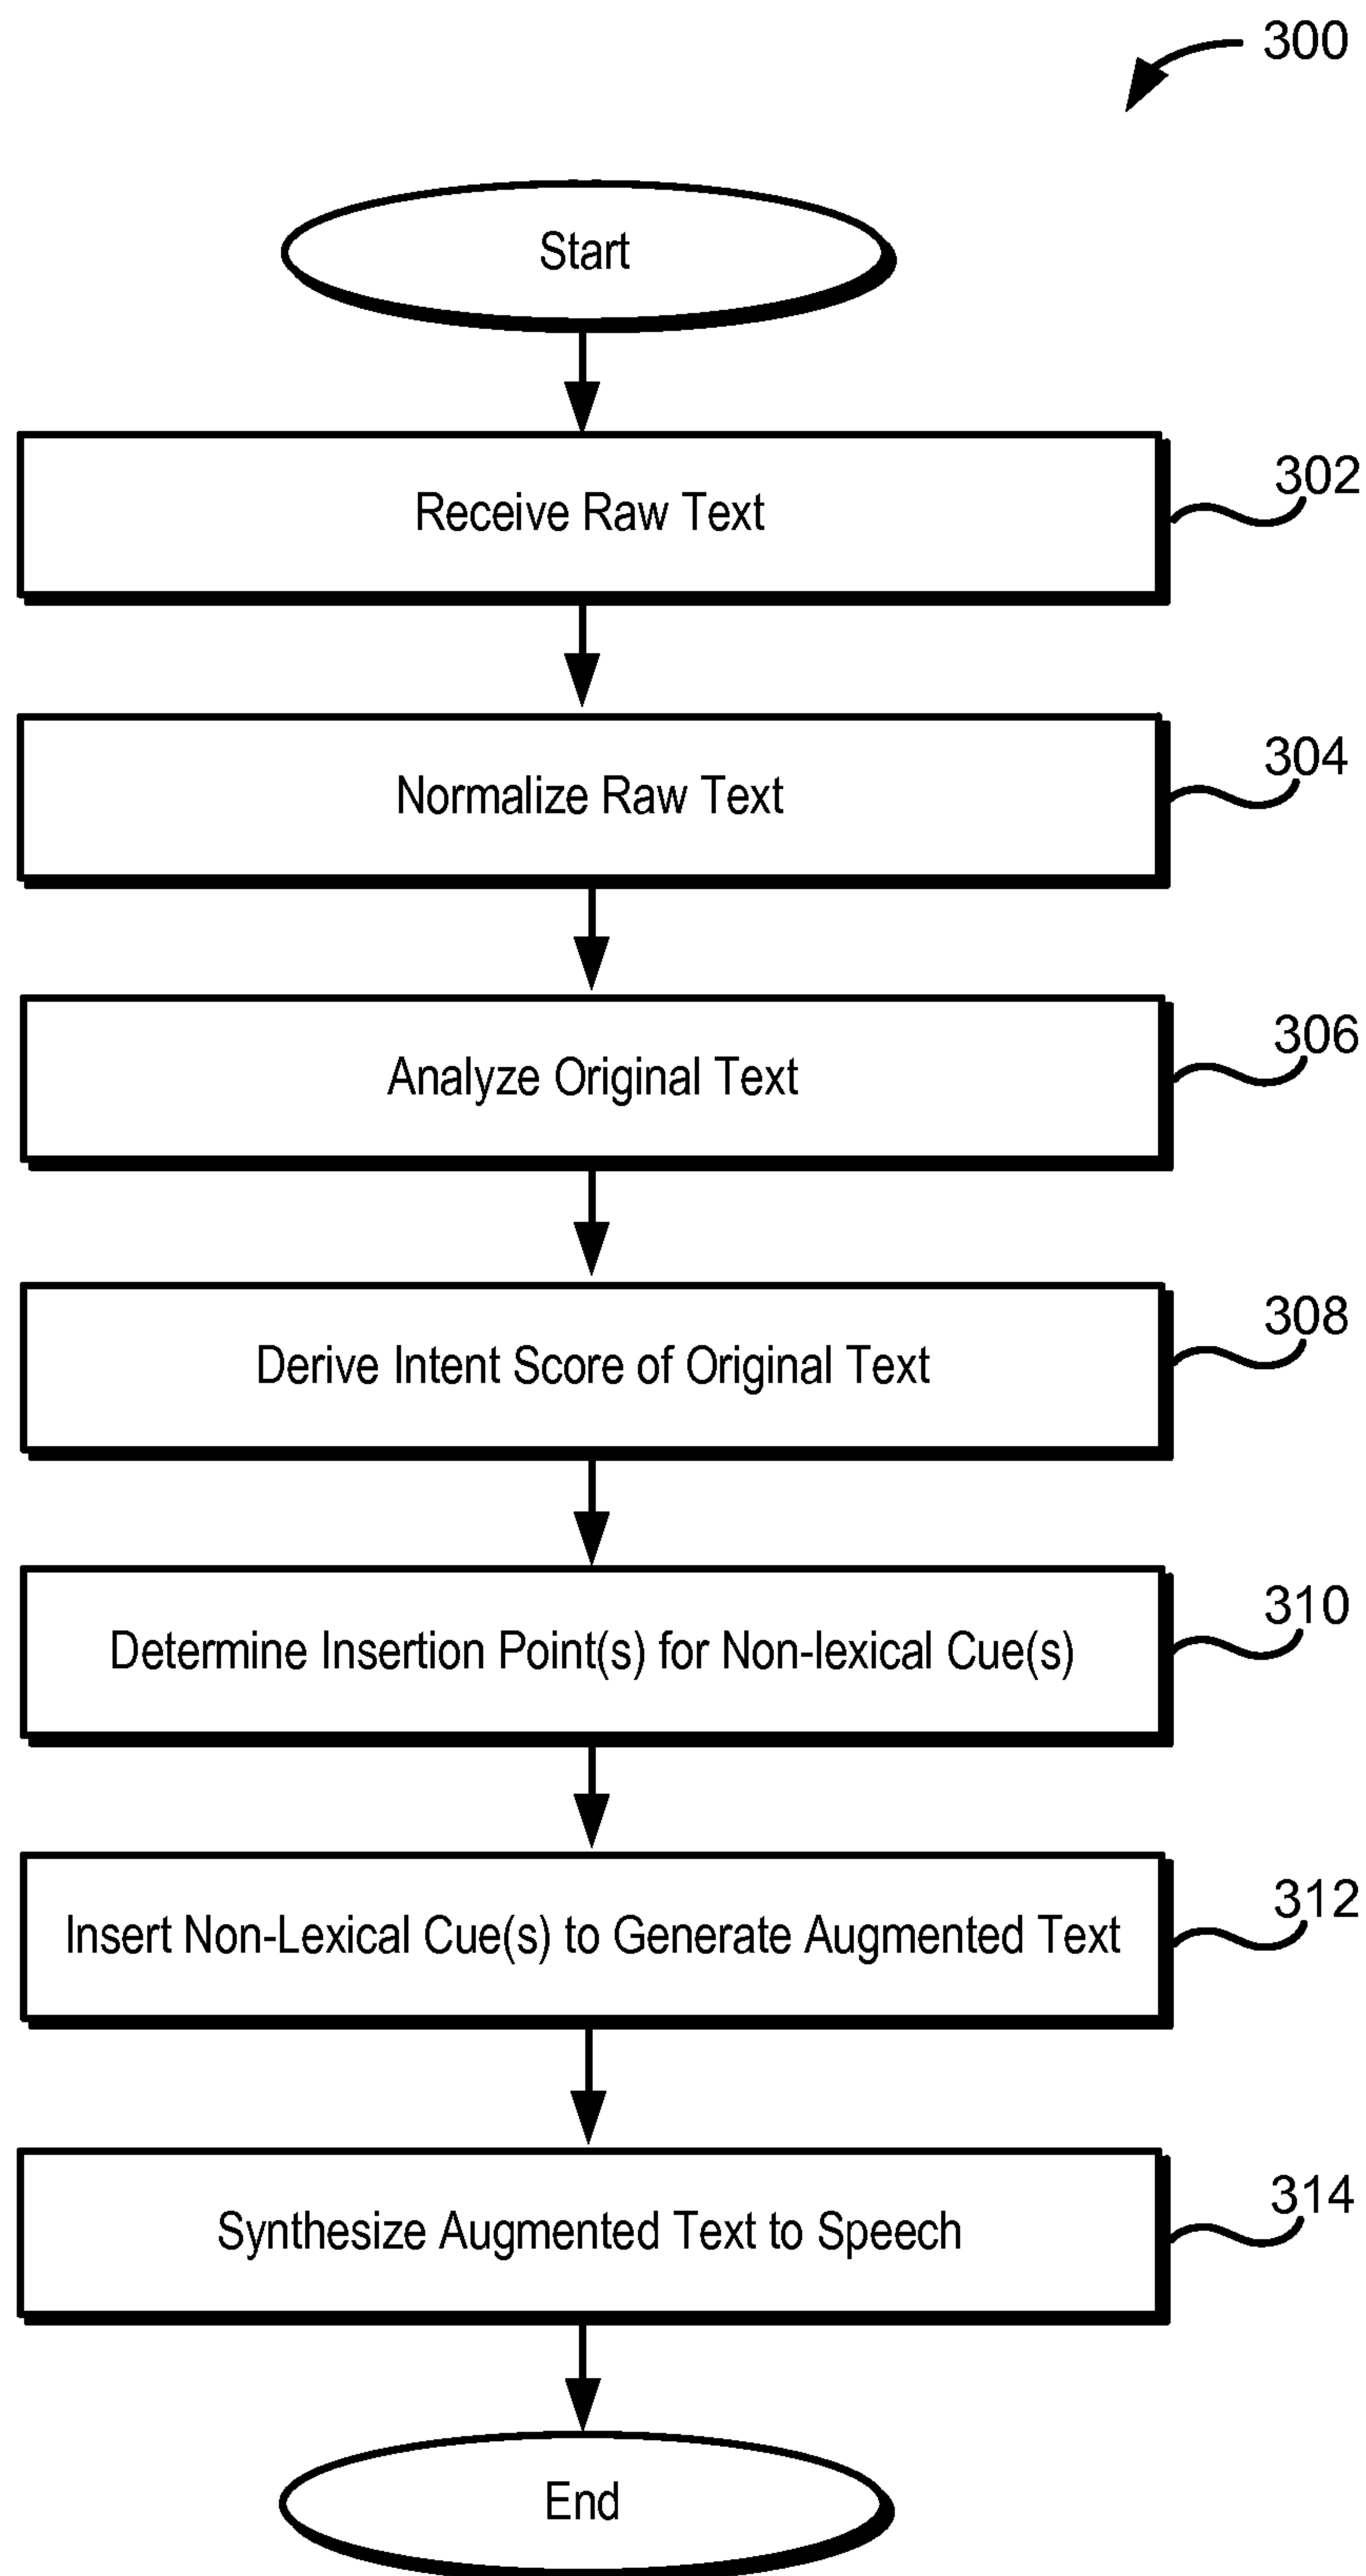 300
Start
Receive Raw Text
302
Normalize Raw Text
304
Analyze Original Text
306
Derive Intent Score of Original Text
308
Determine Insertion Point(s) for Non-lexical Cue(s)
310
Insert Non-Lexical Cue(s) to Generate Augmented Text
312
Synthesize Augmented Text to Speech
314
End